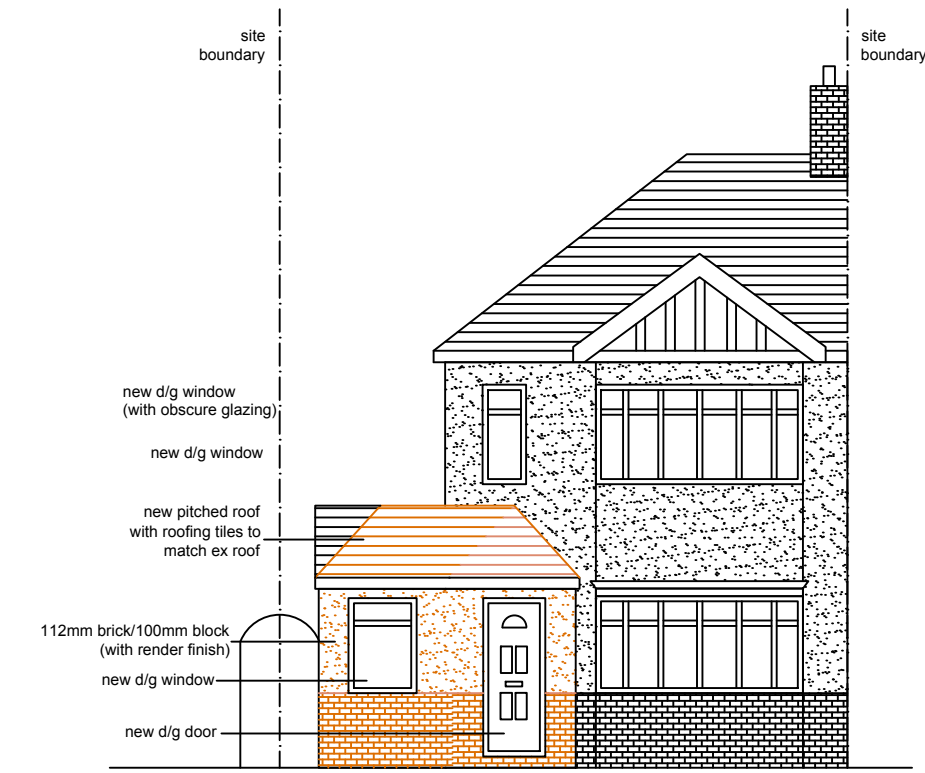 site
boundary
site
boundary
new d/g window
(with obscure glazing)
new d/g window
new pitched roof
with roofing tiles to
match ex roof
112mm brick/100mm block
(with render finish)
new d/g window
new d/g door